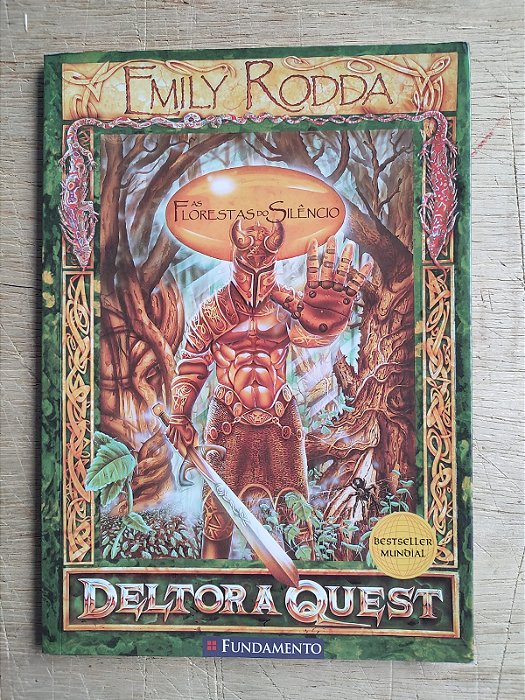 EMILY RODDA
AS
FLORESTAS DO SILÊNCIO
BESTSELLER
MUNDIAL
DELTORA QUEST
FUNDAMENTO